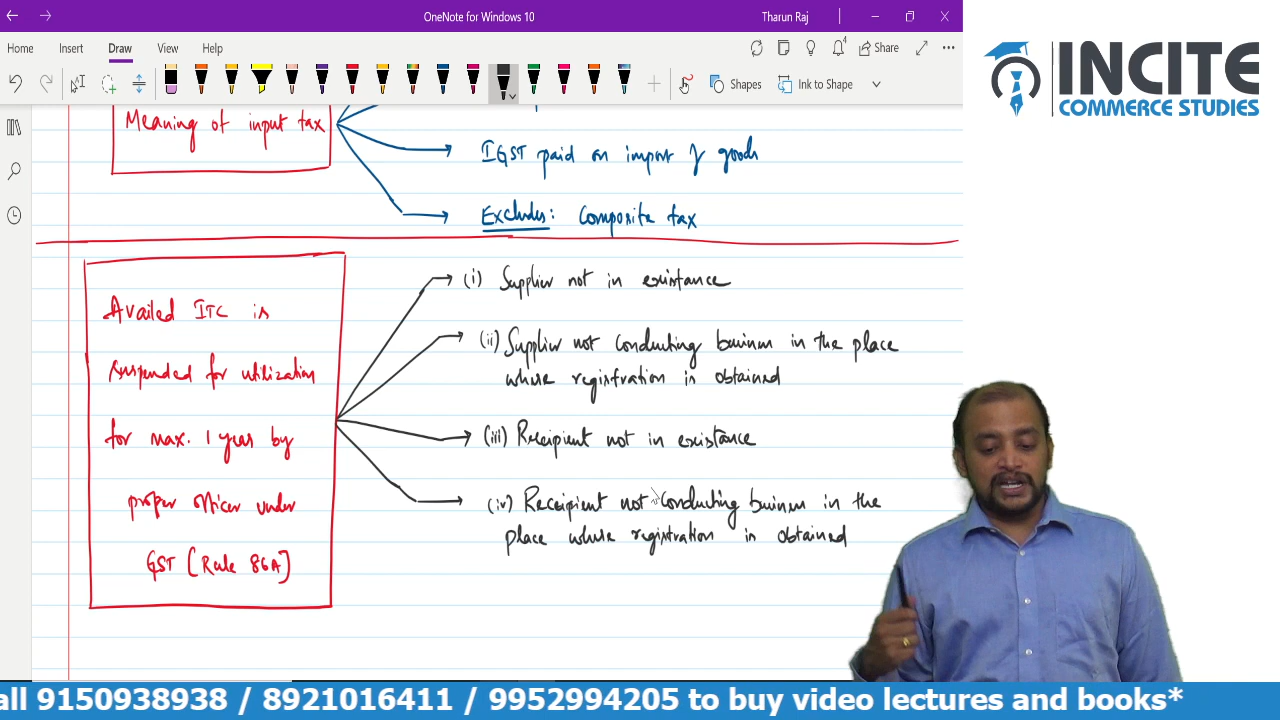 OneNote for Windows 10
Tharun Raj
Home Insert Draw View Help
4
Share
Shapes
Ink to Shape
INCITE
COMMERCE STUDIES
Meaning of input tax
IGST paid on import of goods
Excludes: Composite tax
Availed ITC is
suspended for utilization
for max. 1 year by
proper officer under
GST [Rule 86A]
(i) Supplier not in existance
(ii) Supplier not conducting business in the place
where registration is obtained
(iii) Recipient not in existance
(iv) Receipient not conducting business in the
place where registration is obtained
all 9150938938 / 8921016411 / 9952994205 to buy video lectures and books*